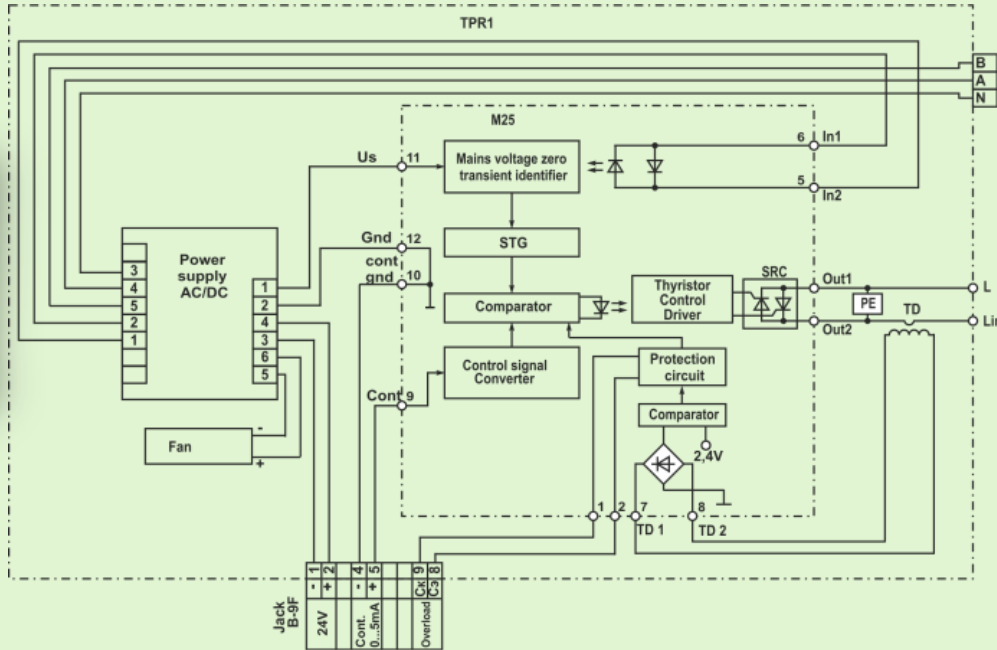 TPR1
B
A
N
M25
6 In1
5 In2
Us 11
Mains voltage zero
transient identifier
Gnd 12
cont
gnd 10
STG
Power
supply
AC/DC
3
4
5
2
1
1
2
4
3
6
5
Comparator
Thyristor
Control
Driver
SRC
Out1
Out2
PE
TD
L
Control signal
Converter
Cont 9
Protection
circuit
Comparator
2,4V
Fan
-
+
1
2
7
8
TD 1
TD 2
Jack
B-9F
1
2
4
5
9
8
-
+
-
+
Cк
Cэ
24V
Cont.
0...5mA
Overload